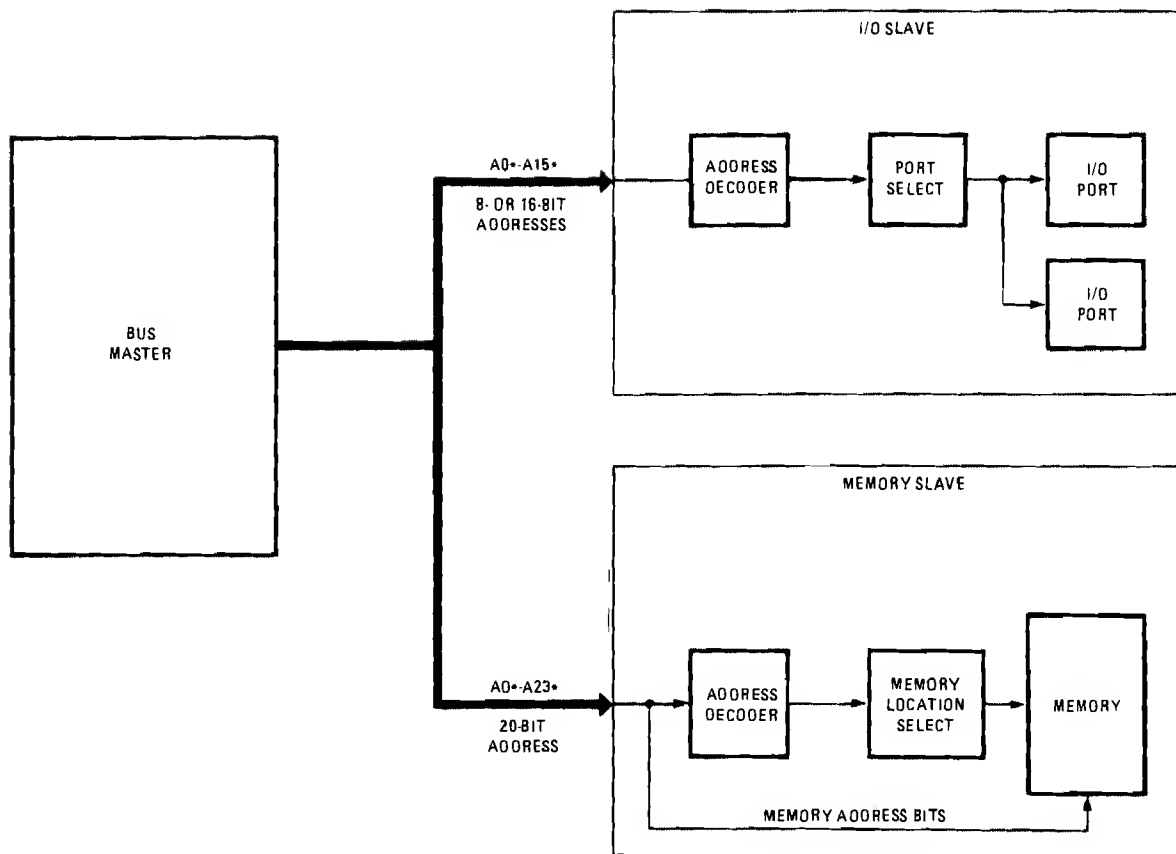 I/O SLAVE
BUS
MASTER
A0*-A15*
8- OR 16-BIT
ADDRESSES
ADDRESS
DECODER
PORT
SELECT
I/O
PORT
I/O
PORT
MEMORY SLAVE
A0*-A23*
20-BIT
ADDRESS
ADDRESS
DECODER
MEMORY
LOCATION
SELECT
MEMORY
MEMORY ADDRESS BITS